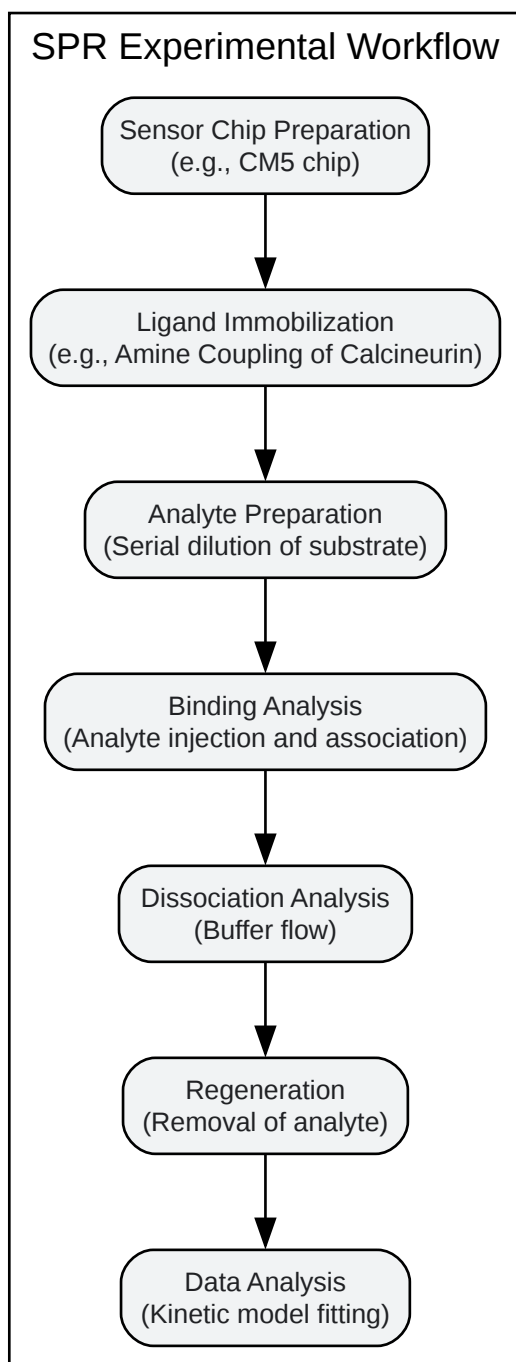 SPR Experimental Workflow
Sensor Chip Preparation
(e.g., CM5 chip)
Ligand Immobilization
(e.g., Amine Coupling of Calcineurin)
Analyte Preparation
(Serial dilution of substrate)
Binding Analysis
(Analyte injection and association)
Dissociation Analysis
(Buffer flow)
Regeneration
(Removal of analyte)
Data Analysis
(Kinetic model fitting)